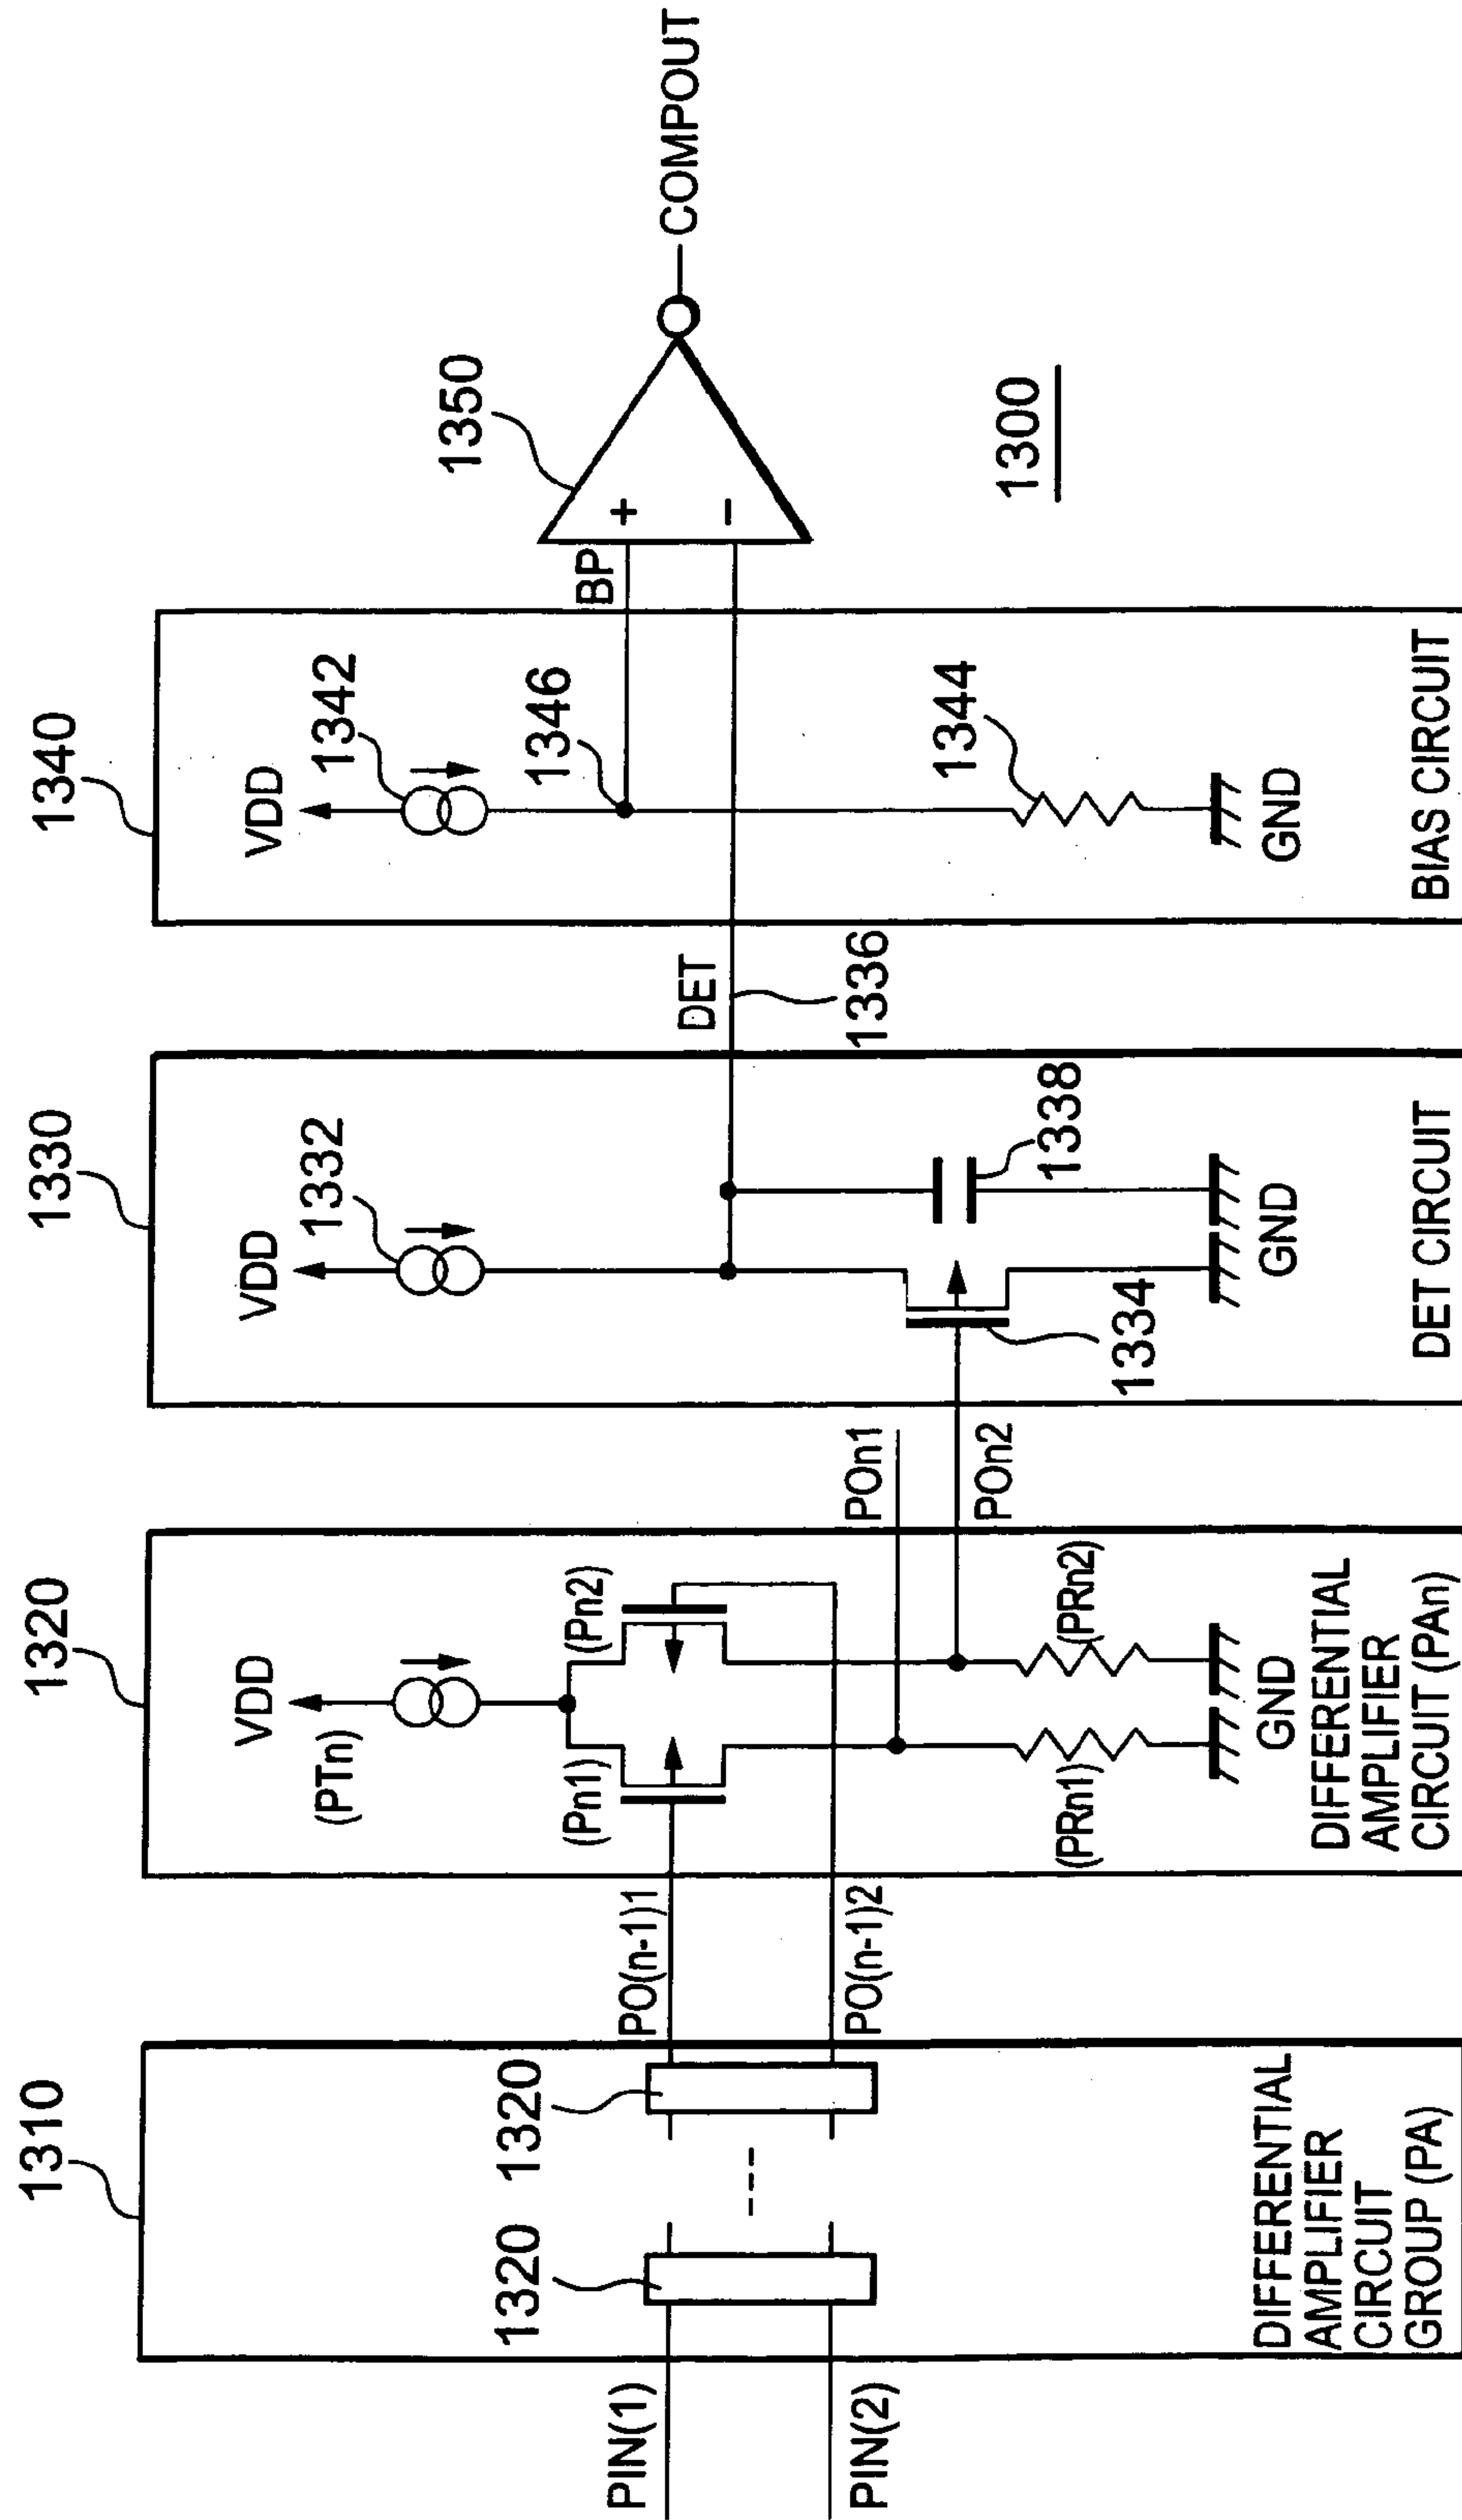 1310
1320
1330
1340
PIN(1)
PIN(2)
1320
1320
DIFFERENTIAL
AMPLIFIER
CIRCUIT
GROUP (PA)
PO(n-1)1
PO(n-1)2
VDD
(PTn)
(Pn1)
(Pn2)
(PRn1)
(PRn2)
GND
DIFFERENTIAL
AMPLIFIER
CIRCUIT (PAn)
POn1
POn2
VDD
1332
1334
1338
GND
DET CIRCUIT
DET
1336
VDD
1342
1346
1344
GND
BIAS CIRCUIT
BP
1350
+
-
COMPOUT
1300